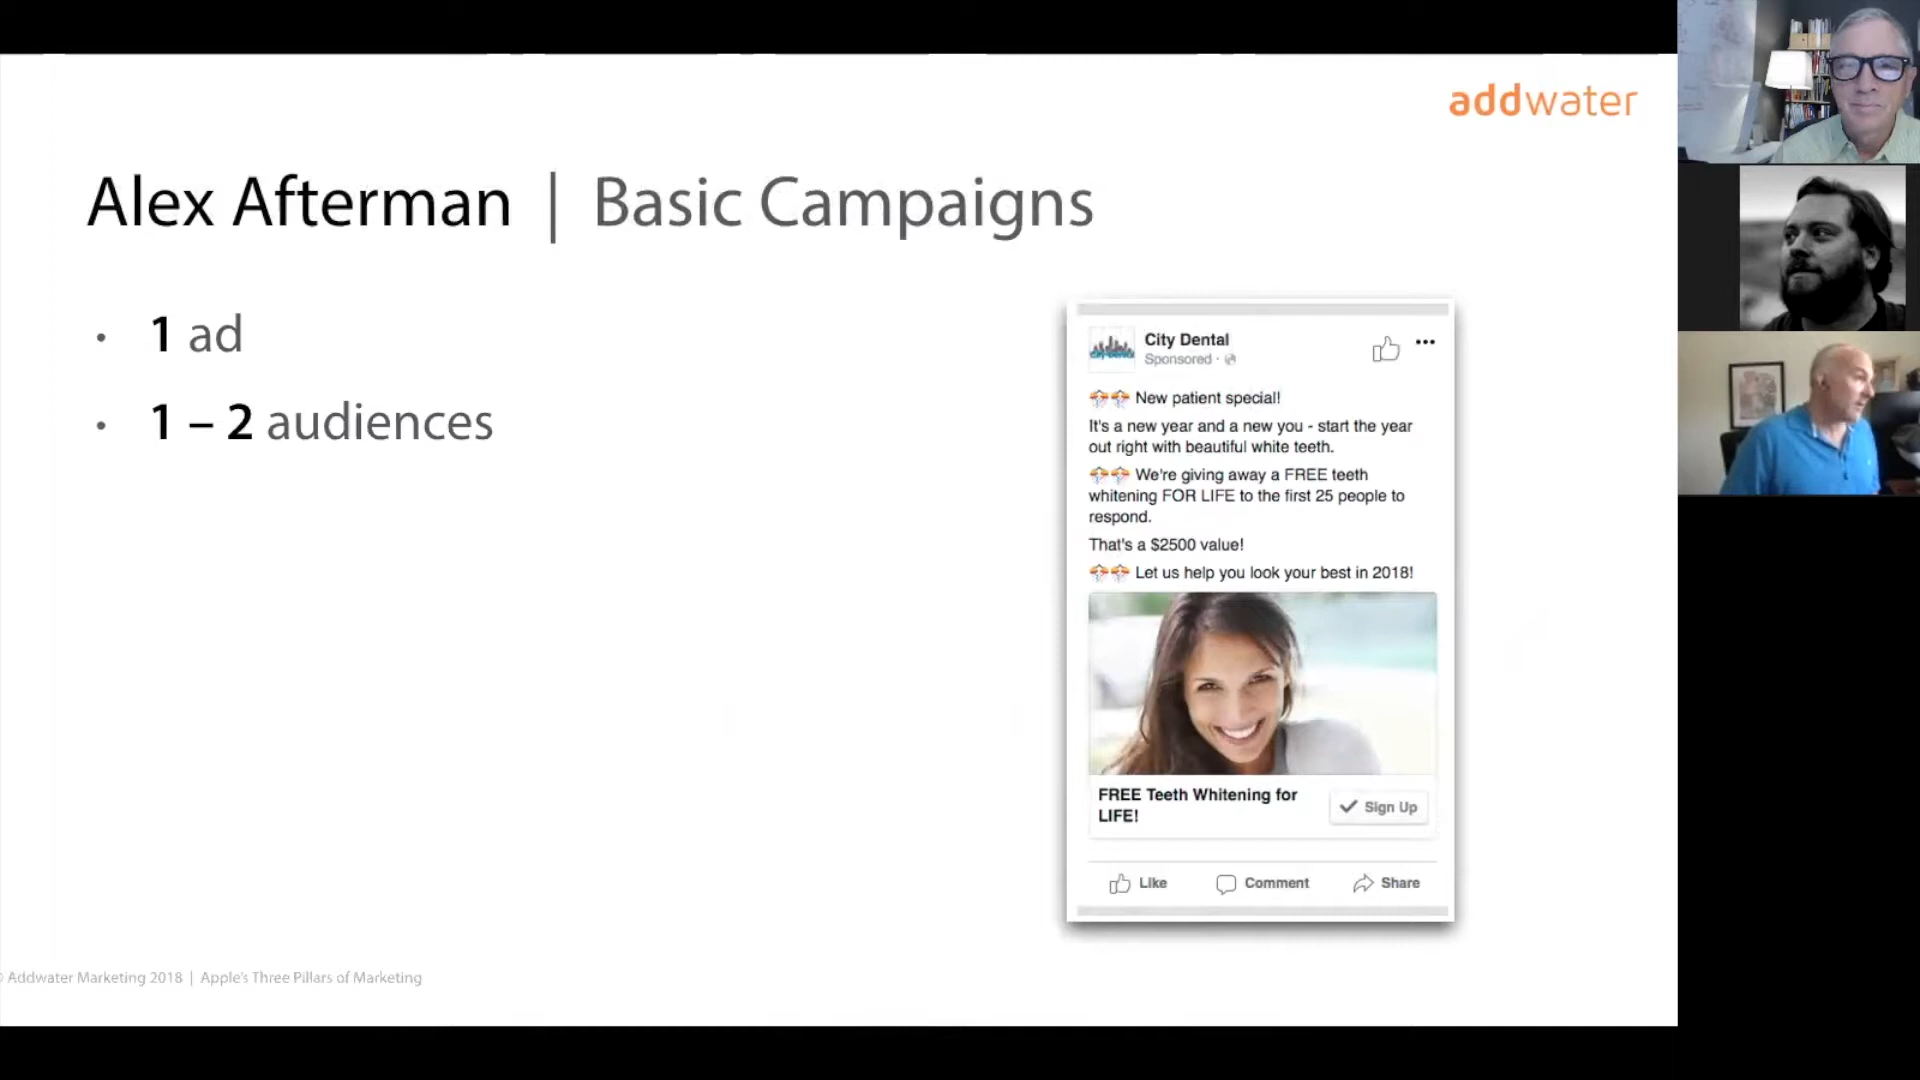 addwater
Alex Afterman | Basic Campaigns
• 1 ad
• 1 – 2 audiences
City Dental
Sponsored ·
New patient special!
It's a new year and a new you - start the year
out right with beautiful white teeth.
We're giving away a FREE teeth
whitening FOR LIFE to the first 25 people to
respond.
That's a $2500 value!
Let us help you look your best in 2018!
FREE Teeth Whitening for
LIFE!
Sign Up
Like
Comment
Share
© Addwater Marketing 2018 | Apple's Three Pillars of Marketing